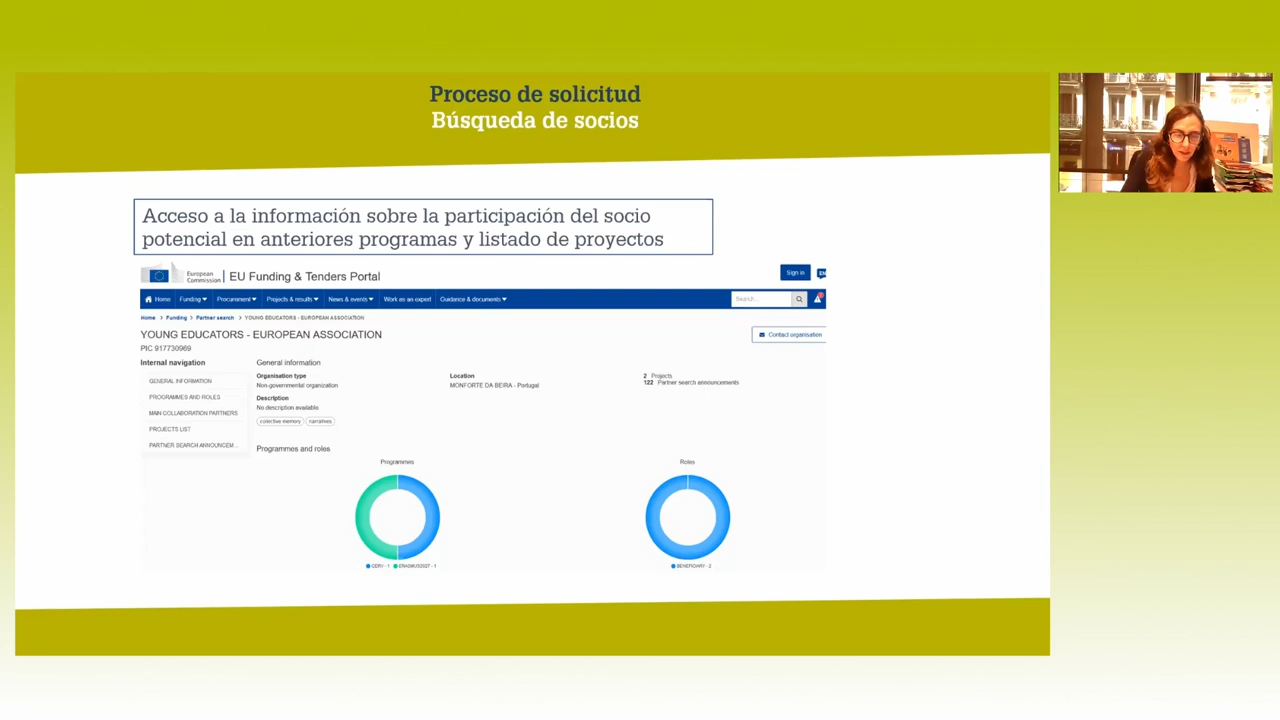 Proceso de solicitud
Búsqueda de socios
Acceso a la información sobre la participación del socio
potencial en anteriores programas y listado de proyectos
European
Commission
EU Funding & Tenders Portal
Sign in
EN
Home Funding Procurement Projects & results News & events Work as an expert Guidance & documents
Search...
Home > Funding > Partner search > YOUNG EDUCATORS - EUROPEAN ASSOCIATION
YOUNG EDUCATORS - EUROPEAN ASSOCIATION
Contact organisation
PIC 917730969
Internal navigation
GENERAL INFORMATION
PROGRAMMES AND ROLES
MAIN COLLABORATION PARTNERS
PROJECTS LIST
PARTNER SEARCH ANNOUNCEM...
General information
Organisation type
Non-governmental organization
Location
MONFORTE DA BEIRA - Portugal
2 Projects
122 Partner search announcements
Description
No description available
colective memory
narratives
Programmes and roles
Programmes
CERV - 1 ERASMUS2027 - 1
Roles
BENEFICIARY - 2